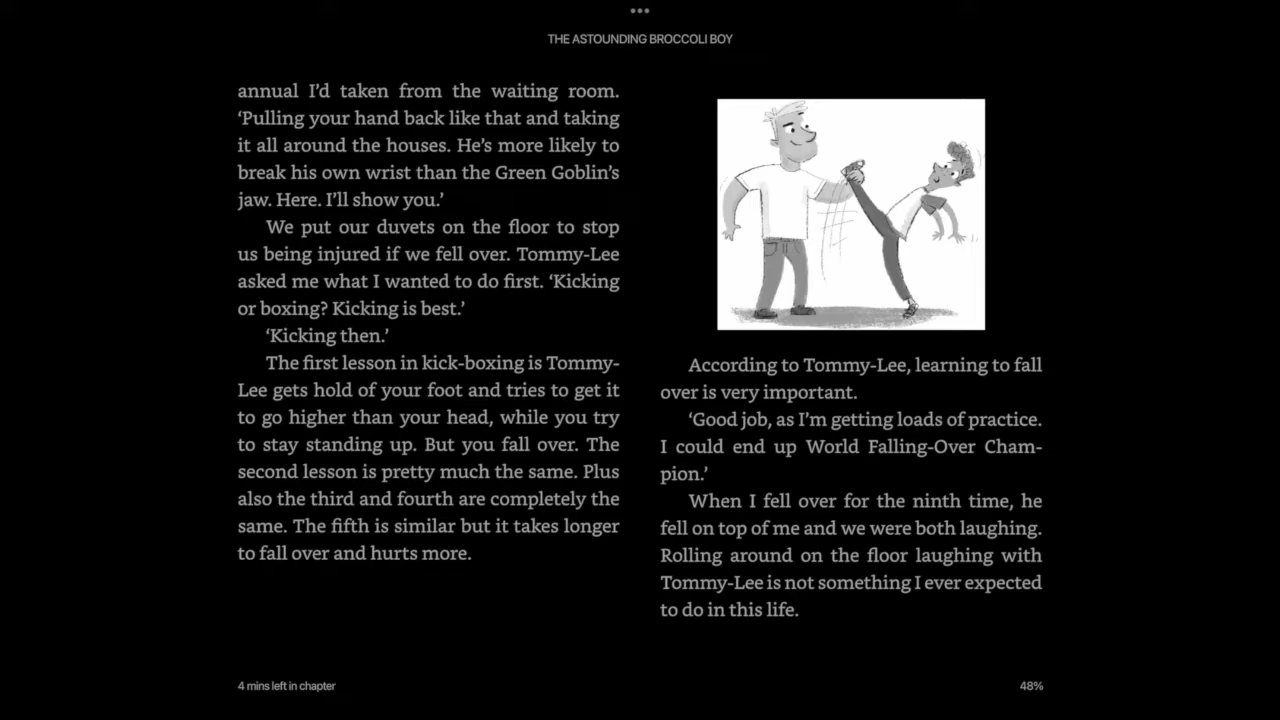 THE ASTOUNDING BROCCOLI BOY
annual I’d taken from the waiting room.
‘Pulling your hand back like that and taking
it all around the houses. He’s more likely to
break his own wrist than the Green Goblin’s
jaw. Here. I’ll show you.’
We put our duvets on the floor to stop
us being injured if we fell over. Tommy-Lee
asked me what I wanted to do first. ‘Kicking
or boxing? Kicking is best.’
‘Kicking then.’
The first lesson in kick-boxing is Tommy-
Lee gets hold of your foot and tries to get it
to go higher than your head, while you try
to stay standing up. But you fall over. The
second lesson is pretty much the same. Plus
also the third and fourth are completely the
same. The fifth is similar but it takes longer
to fall over and hurts more.
According to Tommy-Lee, learning to fall
over is very important.
‘Good job, as I’m getting loads of practice.
I could end up World Falling-Over Cham-
pion.’
When I fell over for the ninth time, he
fell on top of me and we were both laughing.
Rolling around on the floor laughing with
Tommy-Lee is not something I ever expected
to do in this life.
4 mins left in chapter
48%